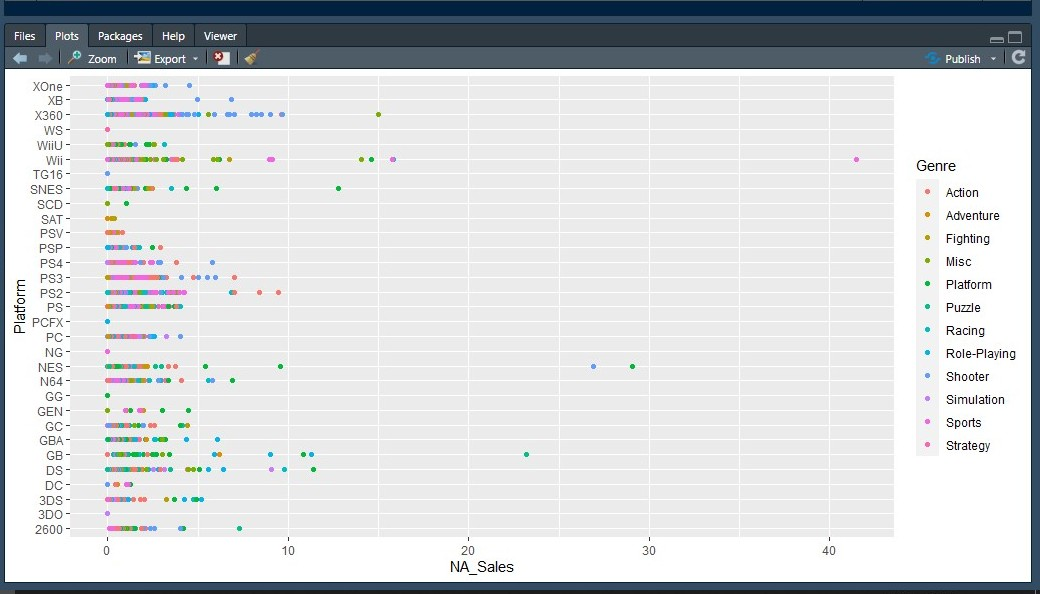 Files Plots Packages Help Viewer
Zoom Export Publish
XOne
XB
X360
WS
WiiU
Wii
TG16
SNES
SCD
SAT
PSV
PSP
PS4
PS3
PS2
PS
PCFX
PC
NG
NES
N64
GG
GEN
GC
GBA
GB
DS
DC
3DS
3DO
2600
Platform
0 10 20 30 40
NA_Sales
Genre
Action
Adventure
Fighting
Misc
Platform
Puzzle
Racing
Role-Playing
Shooter
Simulation
Sports
Strategy